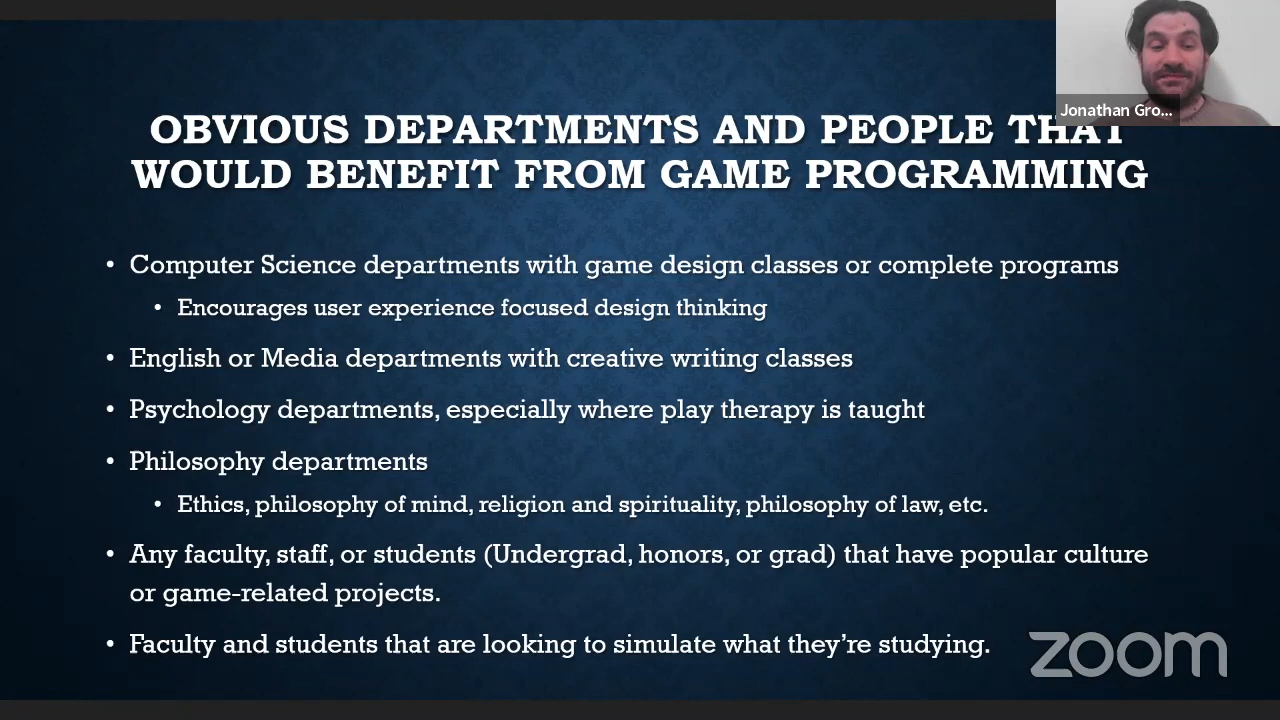 Jonathan Gro...
OBVIOUS DEPARTMENTS AND PEOPLE THAT
WOULD BENEFIT FROM GAME PROGRAMMING
• Computer Science departments with game design classes or complete programs
• Encourages user experience focused design thinking
• English or Media departments with creative writing classes
• Psychology departments, especially where play therapy is taught
• Philosophy departments
• Ethics, philosophy of mind, religion and spirituality, philosophy of law, etc.
• Any faculty, staff, or students (Undergrad, honors, or grad) that have popular culture
or game-related projects.
• Faculty and students that are looking to simulate what they’re studying.
zoom